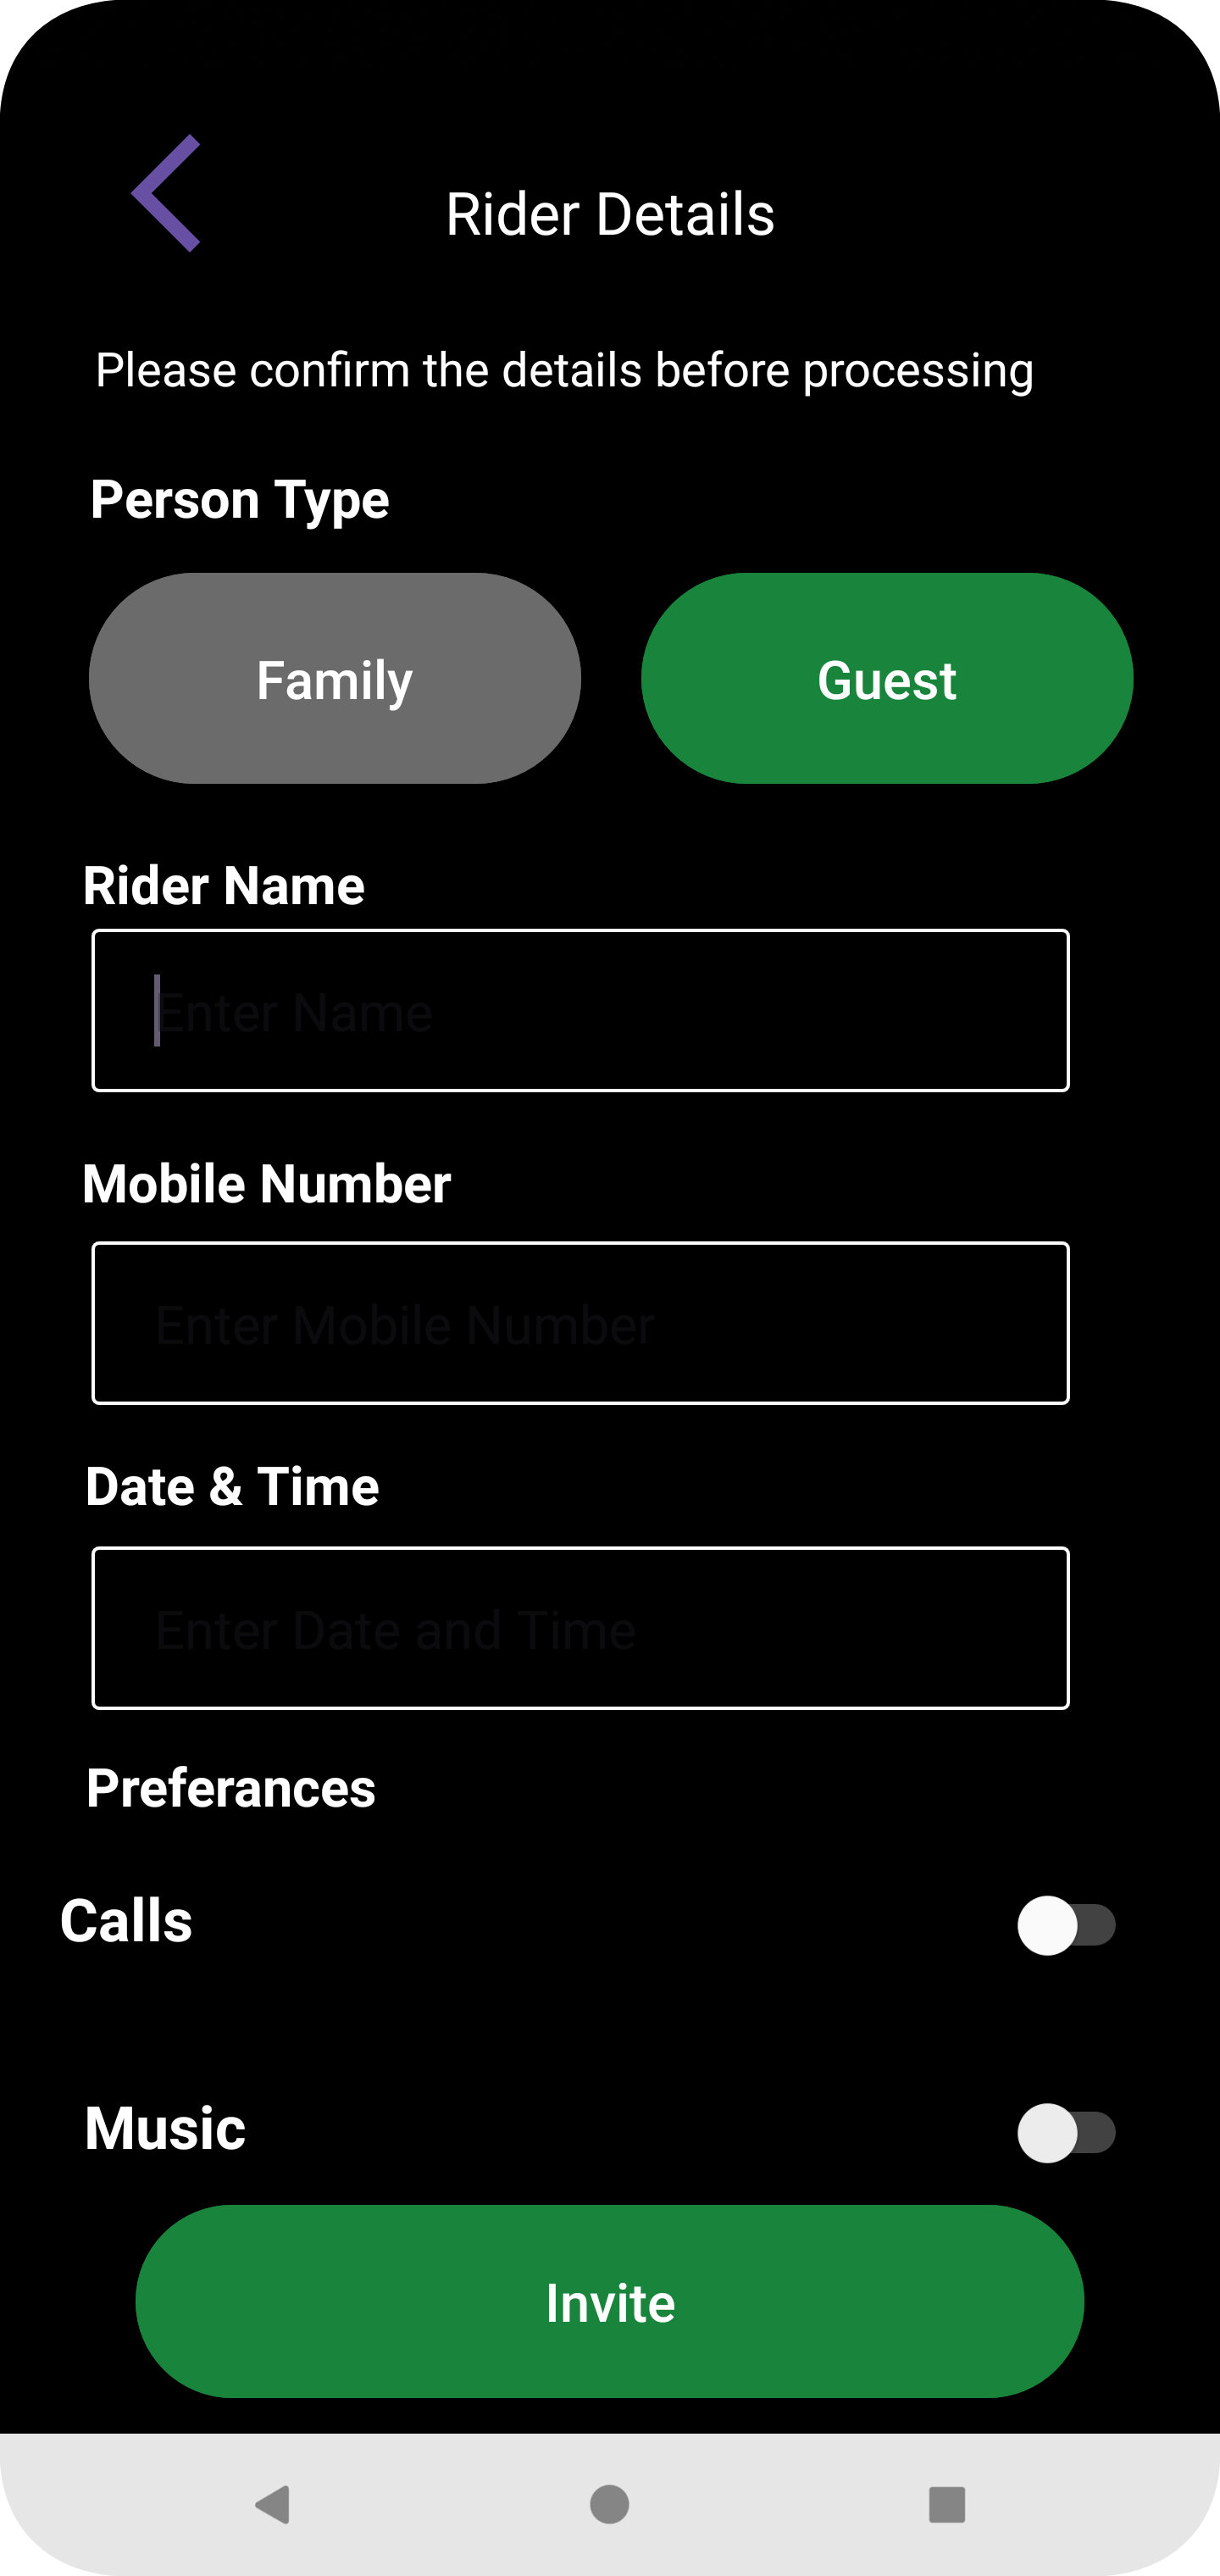 Rider Details
Please confirm the details before processing
Person Type
Family
Guest
Rider Name
Enter Name
Mobile Number
Enter Mobile Number
Date & Time
Enter Date and Time
Preferances
Calls
Music
Invite